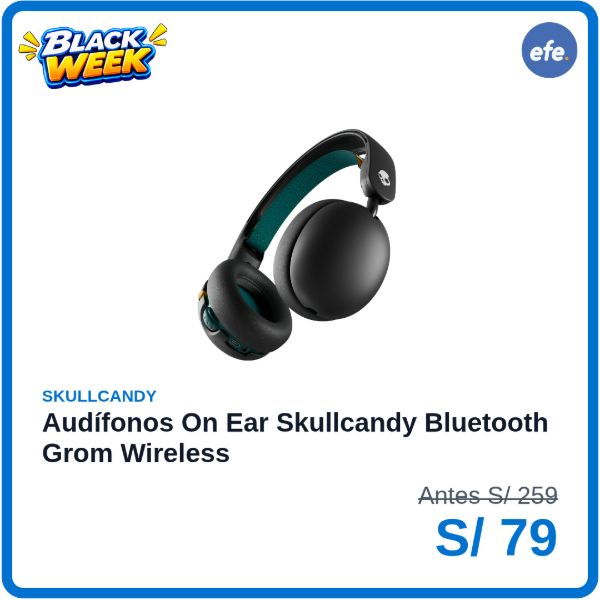 BLACK
WEEK
efe.
SKULLCANDY
Audífonos On Ear Skullcandy Bluetooth
Grom Wireless
Antes S/ 259
S/ 79